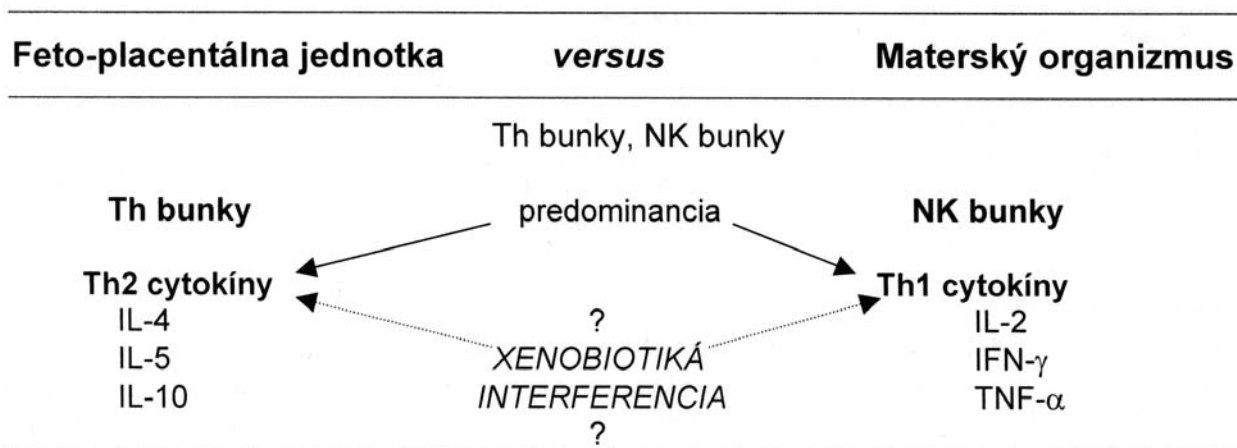 Feto-placentálna jednotka versus Materský organizmus
Th bunky, NK bunky
Th bunky predominancia NK bunky
Th2 cytokíny Th1 cytokíny
IL-4 ? IL-2
IL-5 XENOBIOTIKÁ IFN-γ
IL-10 INTERFERENCIA TNF-α
?